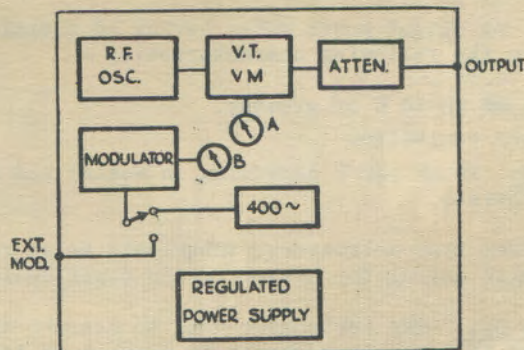 R.F.
OSC.
V.T.
VM
ATTEN.
OUTPUT
A
MODULATOR
B
400~
EXT.
MOD.
REGULATED
POWER SUPPLY